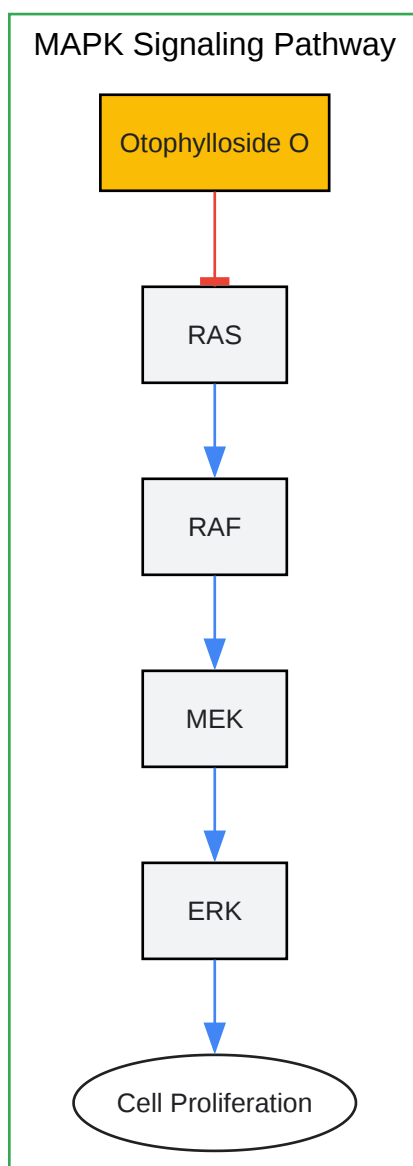 MAPK Signaling Pathway
Otophylloside O
RAS
RAF
MEK
ERK
Cell Proliferation